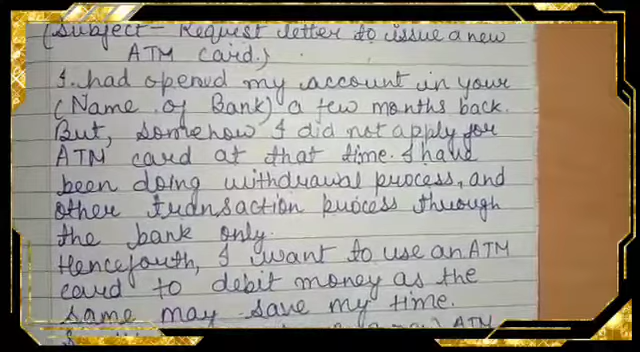 (Subject - Request letter to issue a new
ATM card.)
I had opened my account in your
(Name of Bank) a few months back.
But, somehow I did not apply for
ATM card at that time. I have
been doing withdrawal process, and
other transaction process through
the bank only.
Henceforth, I want to use an ATM
card to debit money as the
same may save my time.
ATM